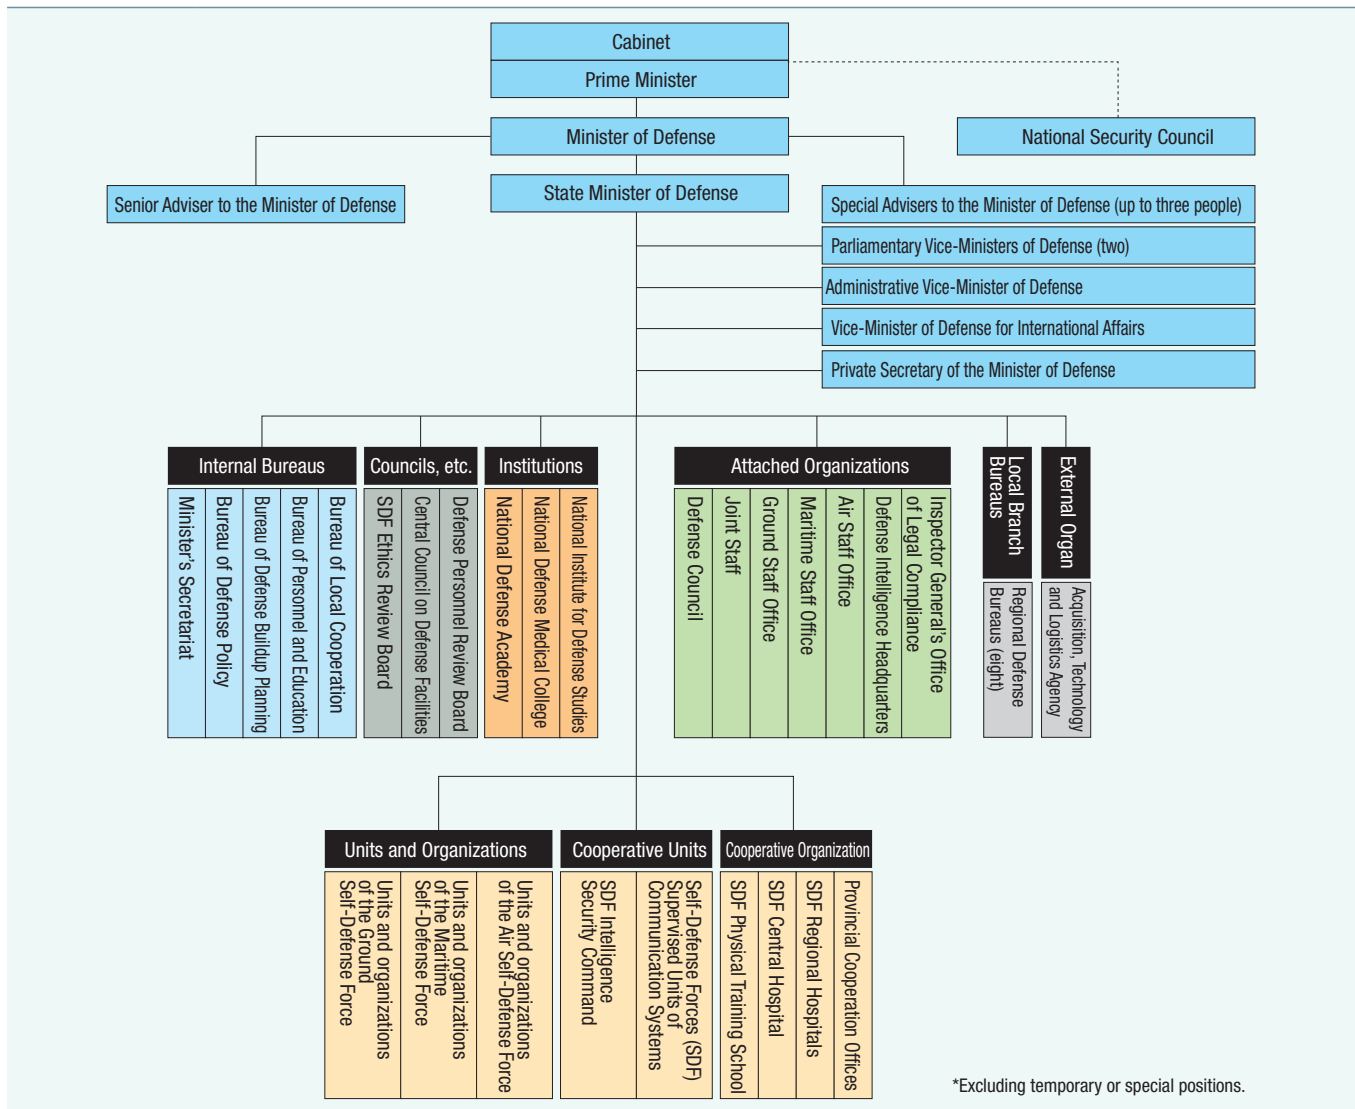 Cabinet
Prime Minister
Minister of Defense
National Security Council
Senior Adviser to the Minister of Defense
State Minister of Defense
Special Advisers to the Minister of Defense (up to three people)
Parliamentary Vice-Ministers of Defense (two)
Administrative Vice-Minister of Defense
Vice-Minister of Defense for International Affairs
Private Secretary of the Minister of Defense
Internal Bureaus
Minister's Secretariat
Bureau of Defense Policy
Bureau of Defense Buildup Planning
Bureau of Personnel and Education
Bureau of Local Cooperation
Councils, etc.
SDF Ethics Review Board
Central Council on Defense Facilities
Defense Personnel Review Board
Institutions
National Defense Academy
National Defense Medical College
National Institute for Defense Studies
Attached Organizations
Defense Council
Joint Staff
Ground Staff Office
Maritime Staff Office
Air Staff Office
Defense Intelligence Headquarters
Inspector General's Office
of Legal Compliance
Local Branch
Bureaus
Regional Defense
Bureaus (eight)
External Organ
Acquisition, Technology
and Logistics Agency
Units and Organizations
Units and organizations
of the Ground
Self-Defense Force
Units and organizations
of the Maritime
Self-Defense Force
Units and organizations
of the Air Self-Defense Force
Cooperative Units
SDF Intelligence
Security Command
Self-Defense Forces (SDF)
Supervised Units of
Communication Systems
Cooperative Organization
SDF Physical Training School
SDF Central Hospital
SDF Regional Hospitals
Provincial Cooperation Offices
*Excluding temporary or special positions.